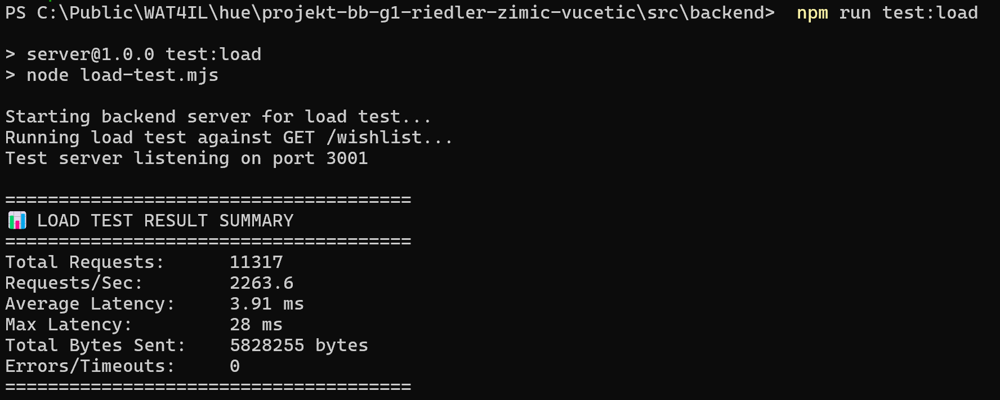 PS C:\Public\WAT4IL\hue\projekt-bb-g1-riedler-zimic-vucetic\src\backend>  npm run test:load
> server@1.0.0 test:load
> node load-test.mjs
Starting backend server for load test...
Running load test against GET /wishlist...
Test server listening on port 3001
======================================
📊 LOAD TEST RESULT SUMMARY
======================================
Total Requests:      11317
Requests/Sec:        2263.6
Average Latency:     3.91 ms
Max Latency:         28 ms
Total Bytes Sent:    5828255 bytes
Errors/Timeouts:     0
======================================